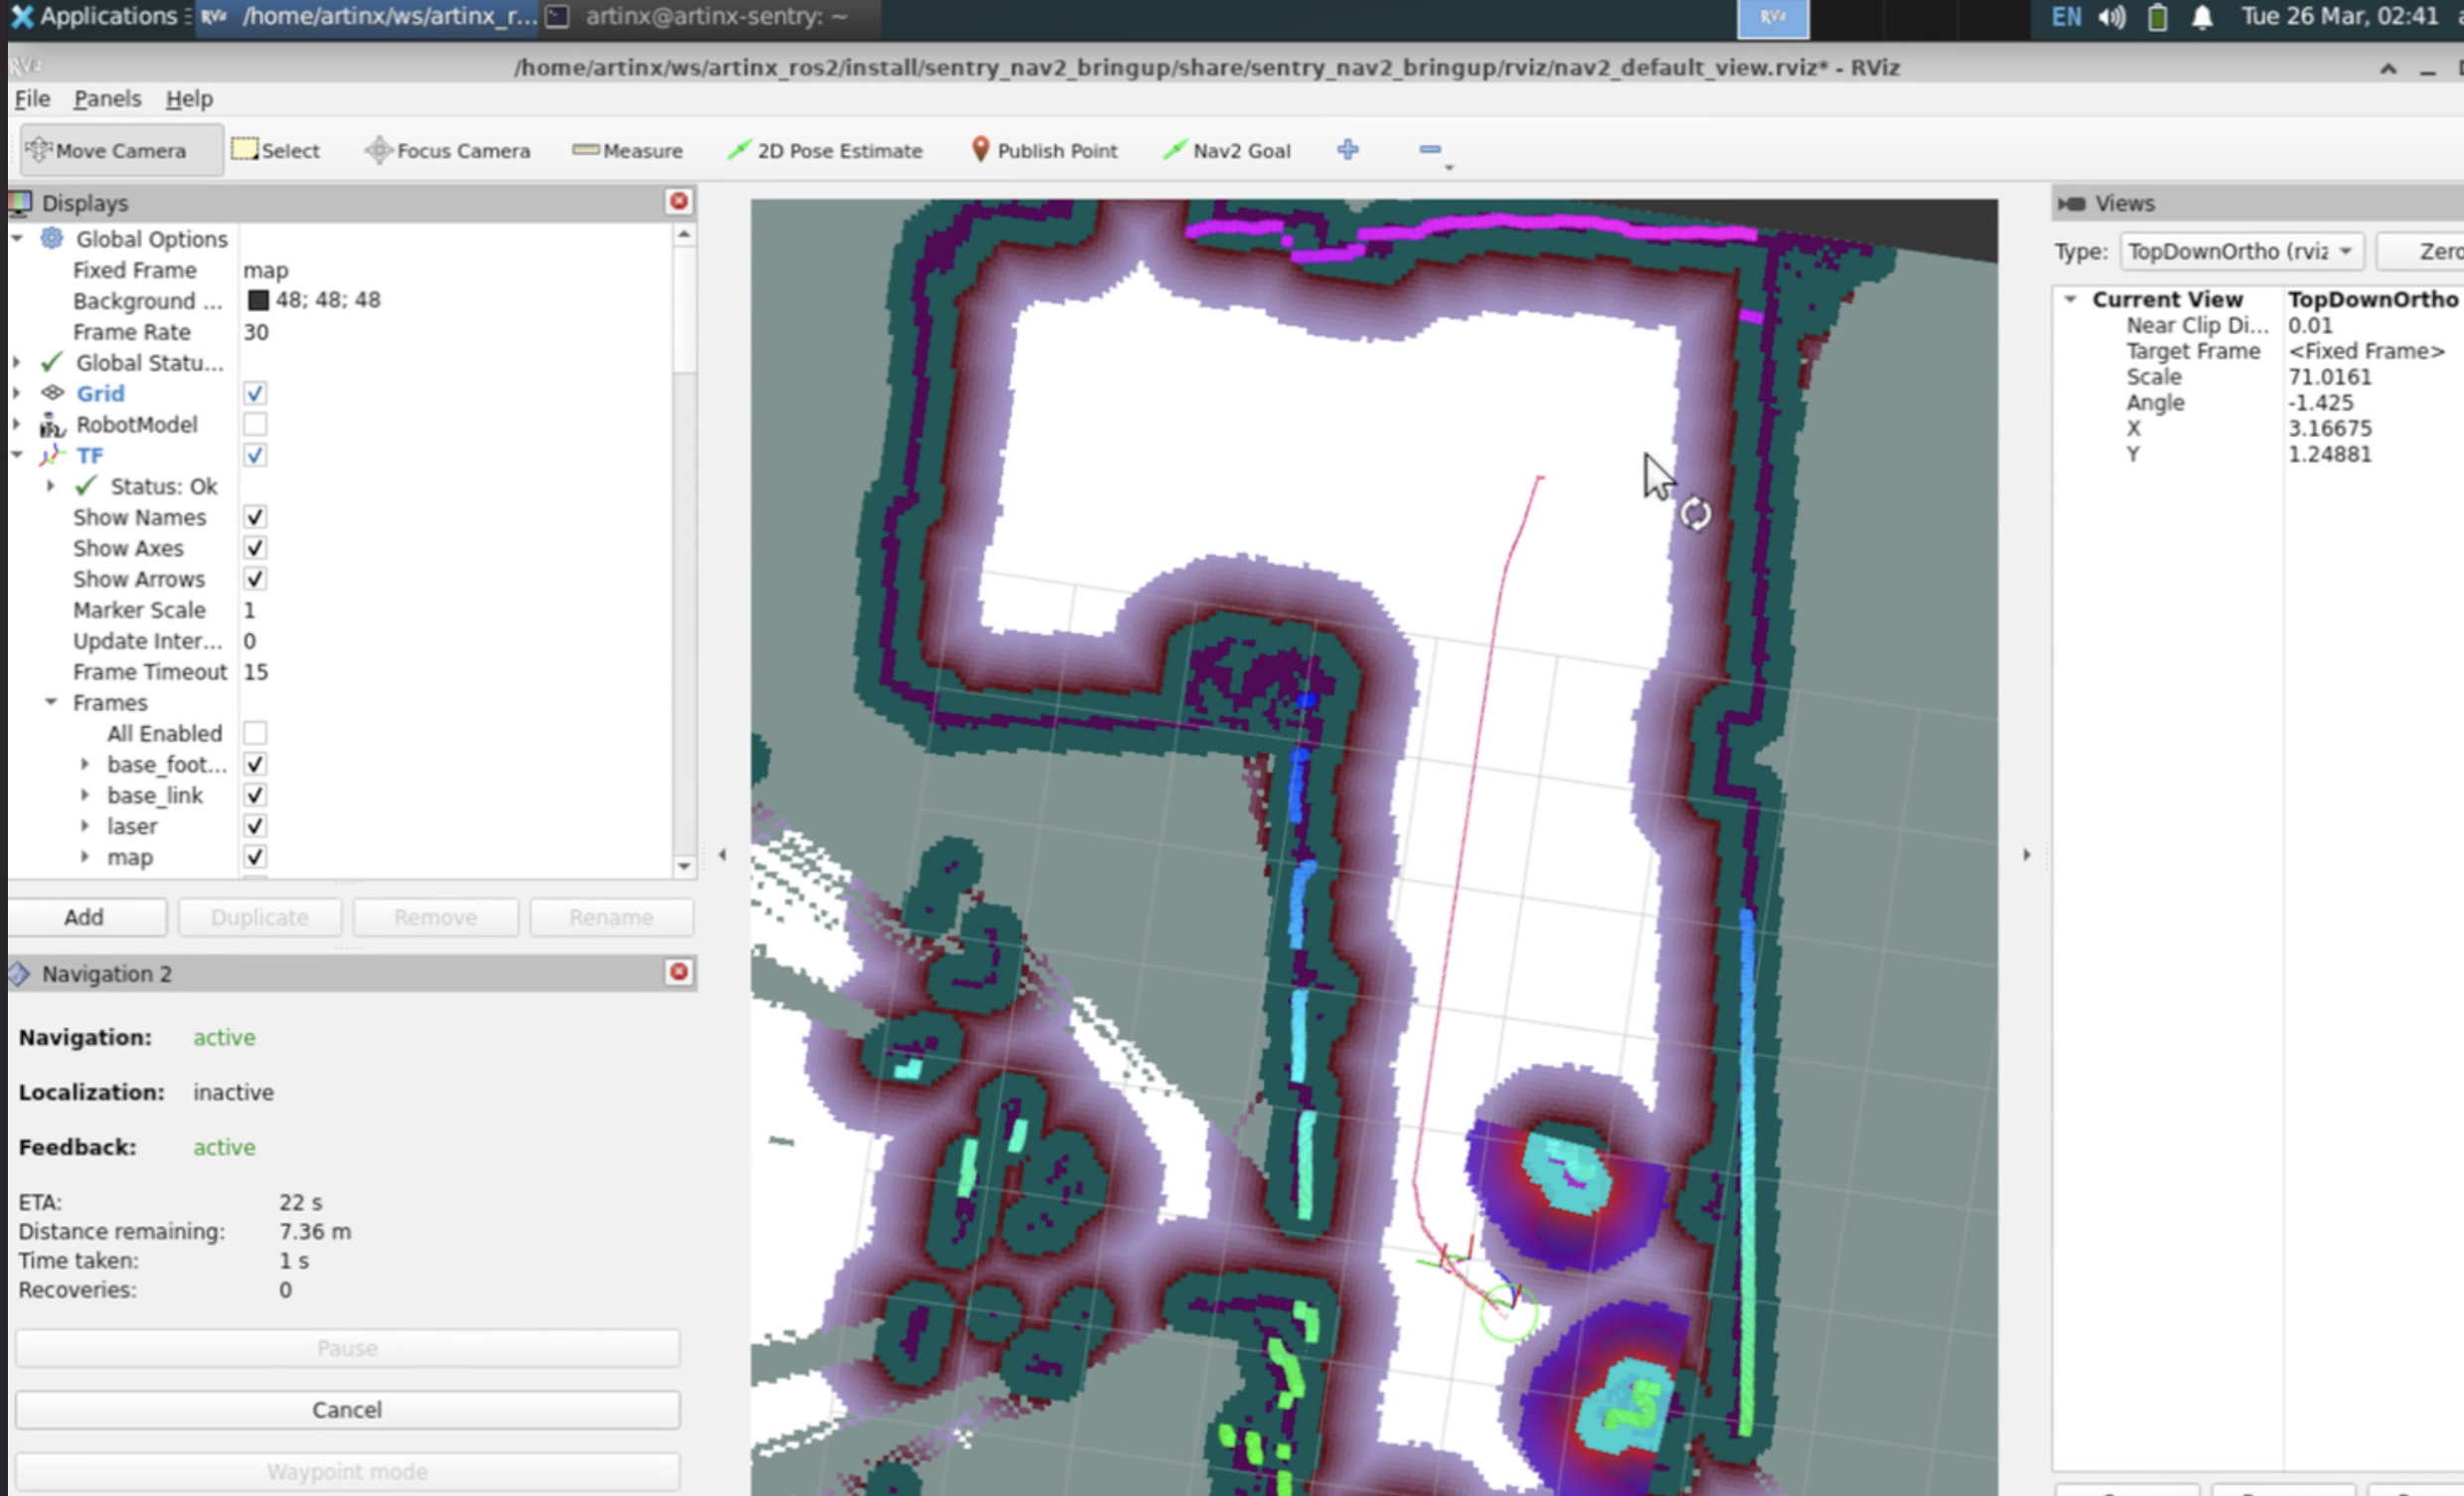 Applications
/home/artinx/ws/artinx_r...
artinx@artinx-sentry: ~
EN
Tue 26 Mar, 02:41
/home/artinx/ws/artinx_ros2/install/sentry_nav2_bringup/share/sentry_nav2_bringup/rviz/nav2_default_view.rviz* - RViz
File Panels Help
Move Camera Select Focus Camera Measure 2D Pose Estimate Publish Point Nav2 Goal
Displays
Global Options
Fixed Frame map
Background ... 48; 48; 48
Frame Rate 30
Global Statu...
Grid
RobotModel
TF
Status: Ok
Show Names
Show Axes
Show Arrows
Marker Scale 1
Update Inter... 0
Frame Timeout 15
Frames
All Enabled
base_foot...
base_link
laser
map
Add Duplicate Remove Rename
Navigation 2
Navigation: active
Localization: inactive
Feedback: active
ETA: 22 s
Distance remaining: 7.36 m
Time taken: 1 s
Recoveries: 0
Pause
Cancel
Waypoint mode
Views
Type: TopDownOrtho (rviz Zero
Current View TopDownOrtho
Near Clip Di... 0.01
Target Frame <Fixed Frame>
Scale 71.0161
Angle -1.425
X 3.16675
Y 1.24881